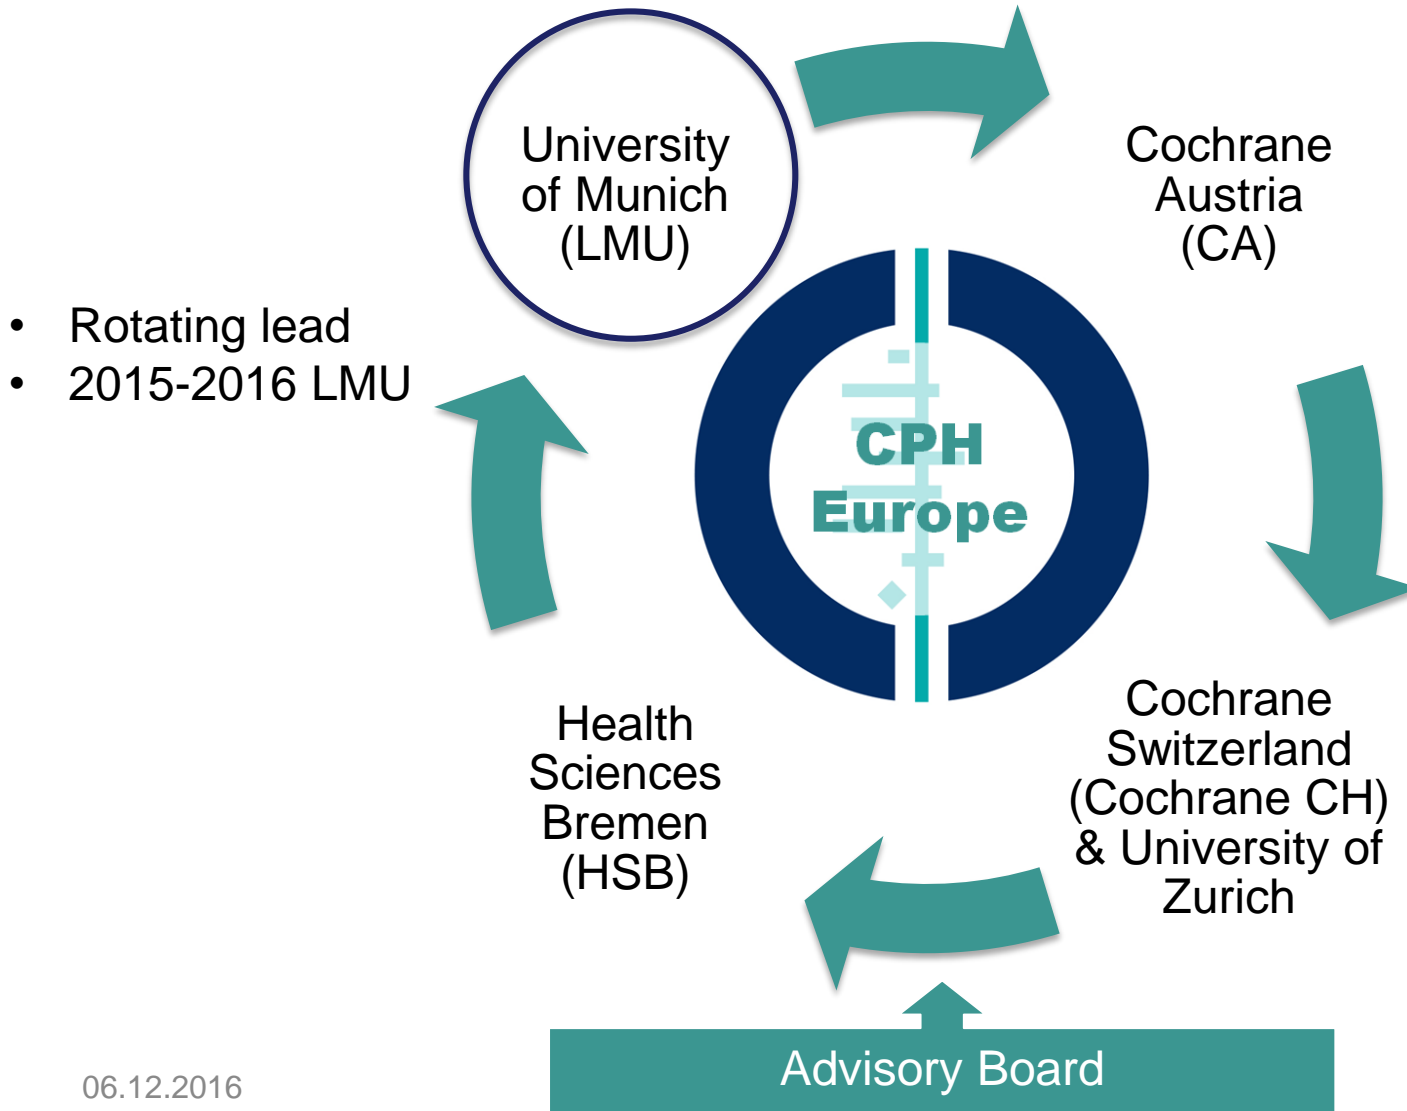 University
of Munich
(LMU)
Cochrane
Austria
(CA)
• Rotating lead
• 2015-2016 LMU
CPH
Europe
Health
Sciences
Bremen
(HSB)
Cochrane
Switzerland
(Cochrane CH)
& University of
Zurich
Advisory Board
06.12.2016